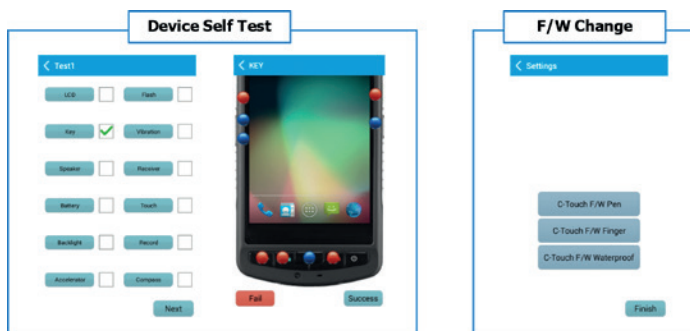 Device Self Test
F/W Change
Test1
LCD
Flash
Key
Vibration
Speaker
Receiver
Battery
Touch
Backlight
Record
Accelerator
Compass
Next
KEY
Fail
Success
Settings
C-Touch F/W Pen
C-Touch F/W Finger
C-Touch F/W Waterproof
Finish